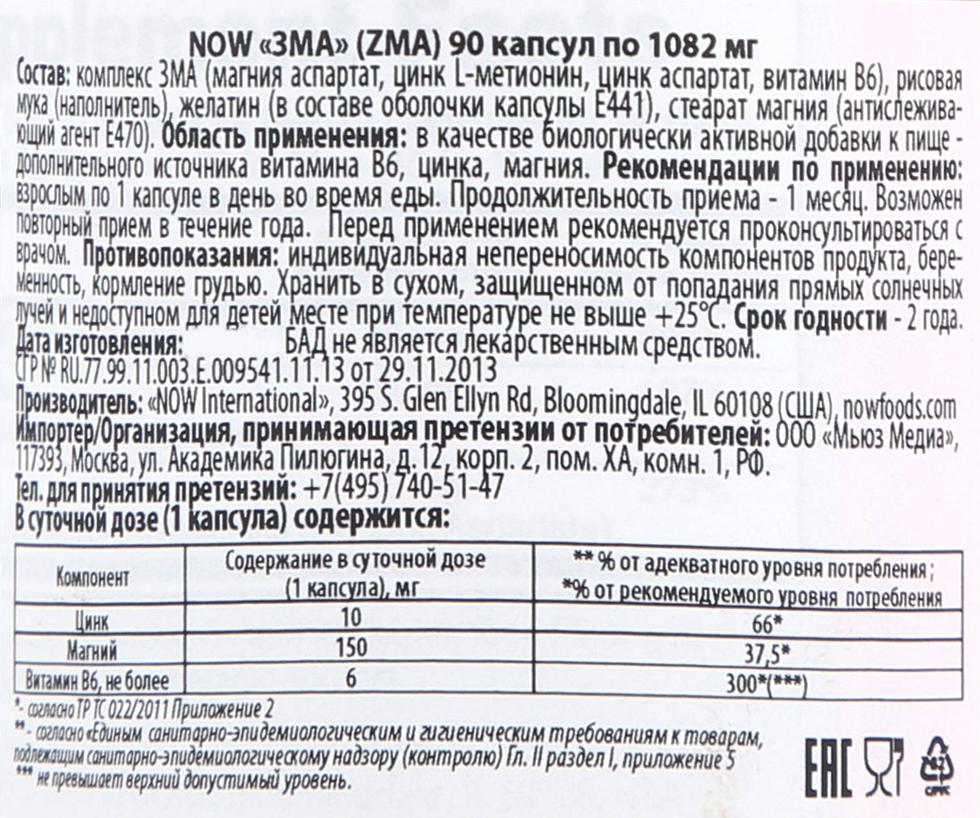 NOW «ЗМА» (ZMA) 90 капсул по 1082 мг
Состав: комплекс ЗМА (магния аспартат, цинк L-метионин, цинк аспартат, витамин В6), рисовая
мука (наполнитель), желатин (в составе оболочки капсулы Е441), стеарат магния (антислежива-
ющий агент Е470). Область применения: в качестве биологически активной добавки к пище -
дополнительного источника витамина В6, цинка, магния. Рекомендации по применению:
взрослым по 1 капсуле в день во время еды. Продолжительность приема - 1 месяц. Возможен
повторный прием в течение года. Перед применением рекомендуется проконсультироваться с
врачом. Противопоказания: индивидуальная непереносимость компонентов продукта, бере-
менность, кормление грудью. Хранить в сухом, защищенном от попадания прямых солнечных
лучей и недоступном для детей месте при температуре не выше +25°С. Срок годности - 2 года.
Дата изготовления: БАД не является лекарственным средством.
СГР № RU.77.99.11.003.Е.009541.11.13 от 29.11.2013
Производитель: «NOW International», 395 S. Glen Ellyn Rd, Bloomingdale, IL 60108 (США), nowfoods.com
Импортер/Организация, принимающая претензии от потребителей: ООО «Мьюз Медиа»,
117393, Москва, ул. Академика Пилюгина, д.12, корп. 2, пом. ХА, комн. 1, РФ.
Тел. для принятия претензий: +7(495) 740-51-47
В суточной дозе (1 капсула) содержится:
Компонент
Содержание в суточной дозе
(1 капсула), мг
** % от адекватного уровня потребления;
*% от рекомендуемого уровня потребления
Цинк 10 66*
Магний 150 37,5*
Витамин В6, не более 6 300*(***)
*- согласно ТР ТС 022/2011 Приложение 2
** - согласно «Единым санитарно-эпидемиологическим и гигиеническим требованиям к товарам,
подлежащим санитарно-эпидемиологическому надзору (контролю) Гл. II раздел I, приложение 5
*** не превышает верхний допустимый уровень.
EAC